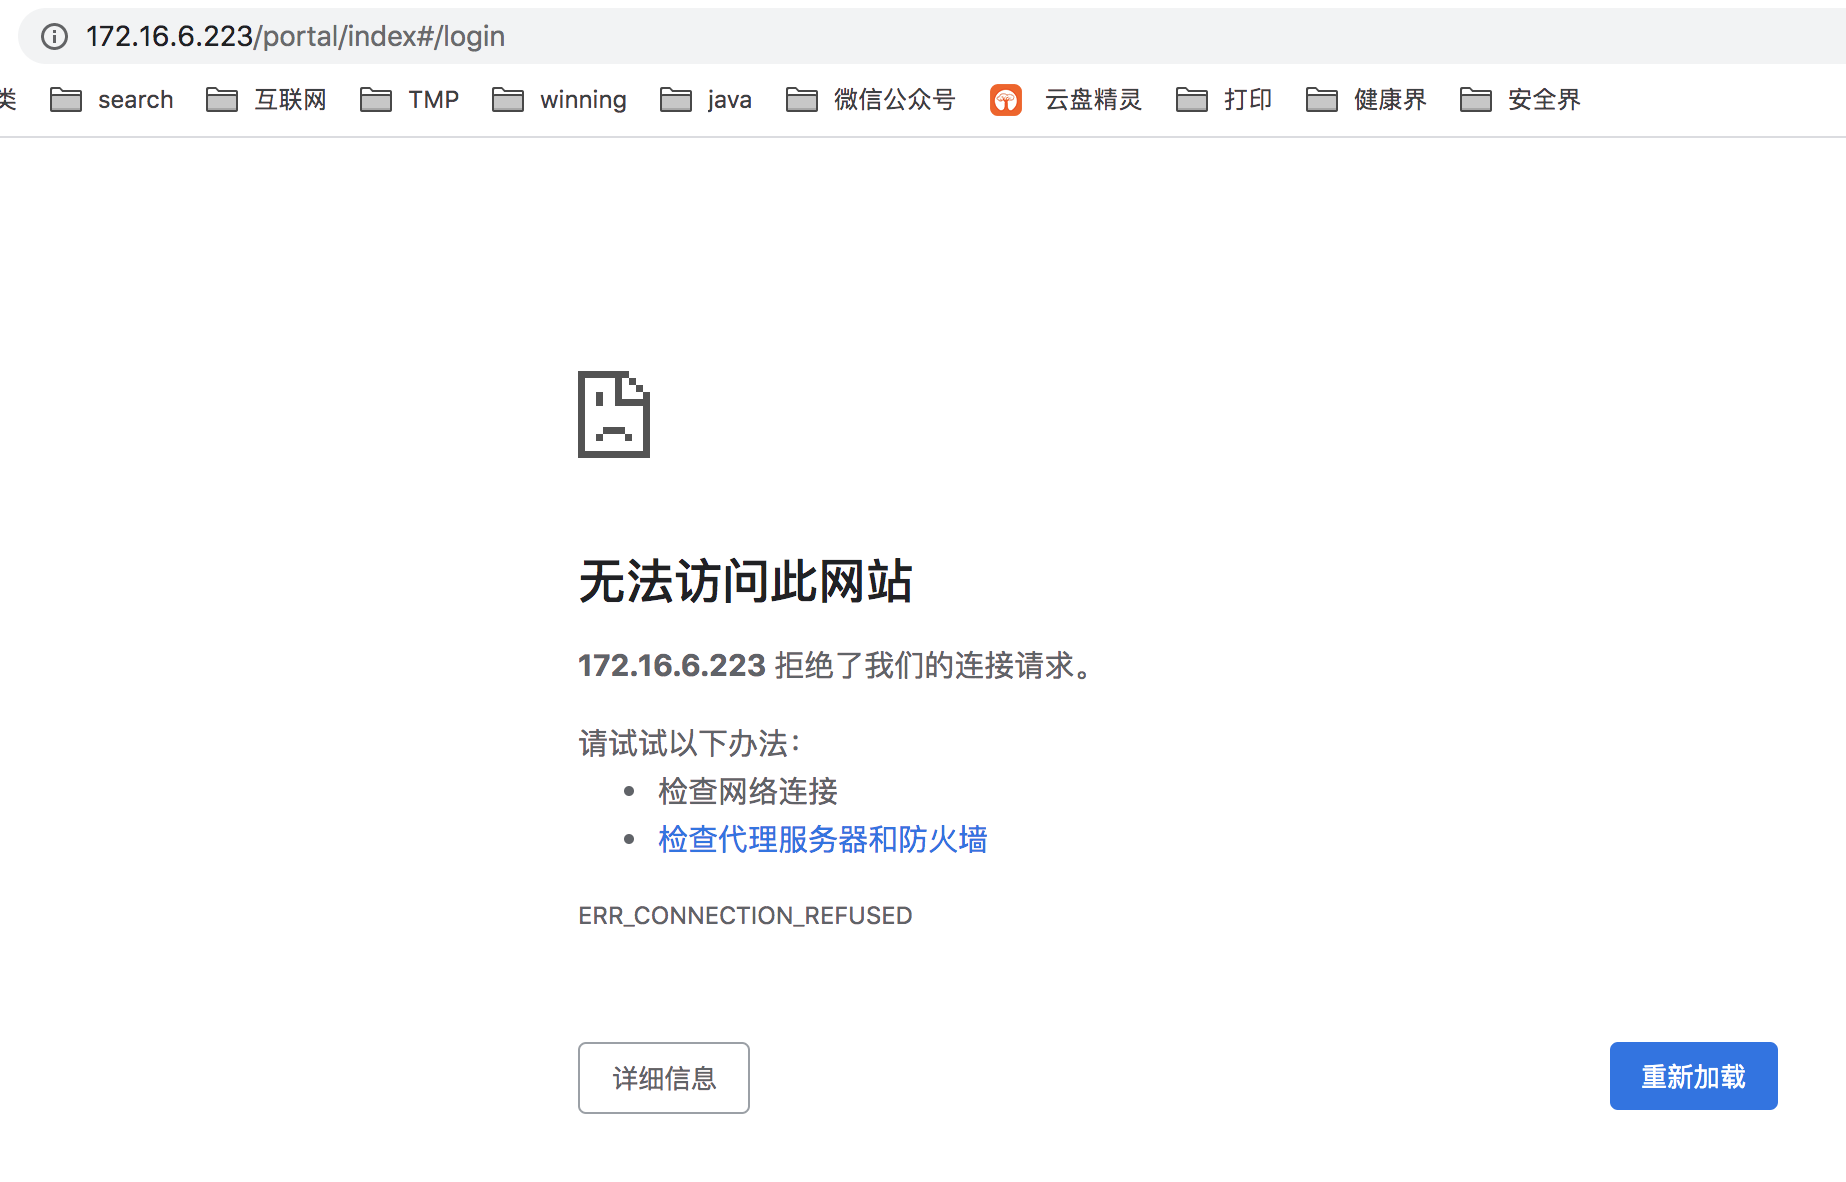 172.16.6.223/portal/index#/login
类 search 互联网 TMP winning java 微信公众号 云盘精灵 打印 健康界 安全界
无法访问此网站
172.16.6.223 拒绝了我们的连接请求。
请试试以下办法：
• 检查网络连接
• 检查代理服务器和防火墙
ERR_CONNECTION_REFUSED
详细信息 重新加载